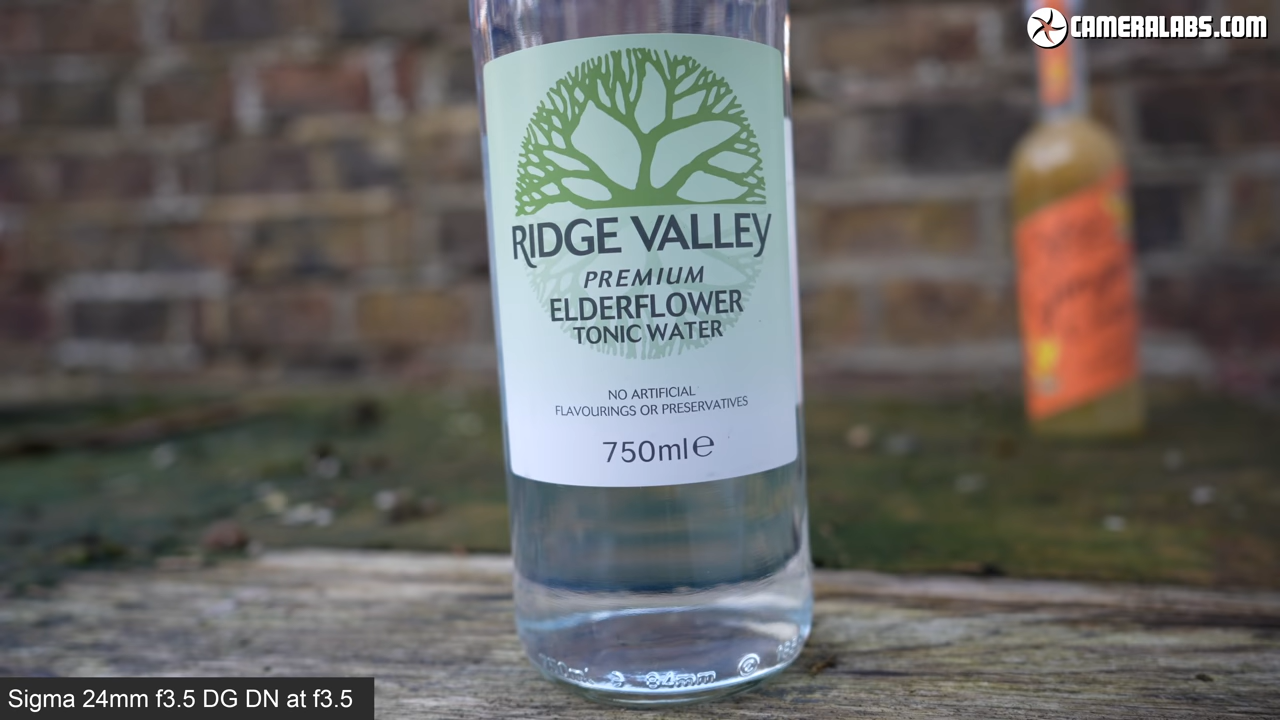 CAMERALABS.COM
RIDGE VALLEY
PREMIUM
ELDERFLOWER
TONIC WATER
NO ARTIFICIAL
FLAVOURINGS OR PRESERVATIVES
750ml℮
84mm
Sigma 24mm f3.5 DG DN at f3.5